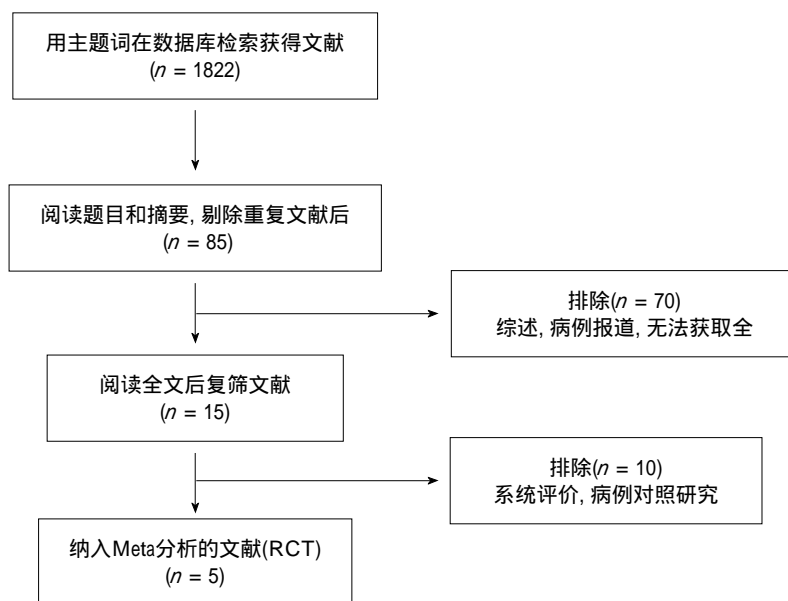 用主题词在数据库检索获得文献
(n = 1822)
阅读题目和摘要, 剔除重复文献后
(n = 85)
排除(n = 70)
综述, 病例报道, 无法获取全
阅读全文后复筛文献
(n = 15)
排除(n = 10)
系统评价, 病例对照研究
纳入Meta分析的文献(RCT)
(n = 5)